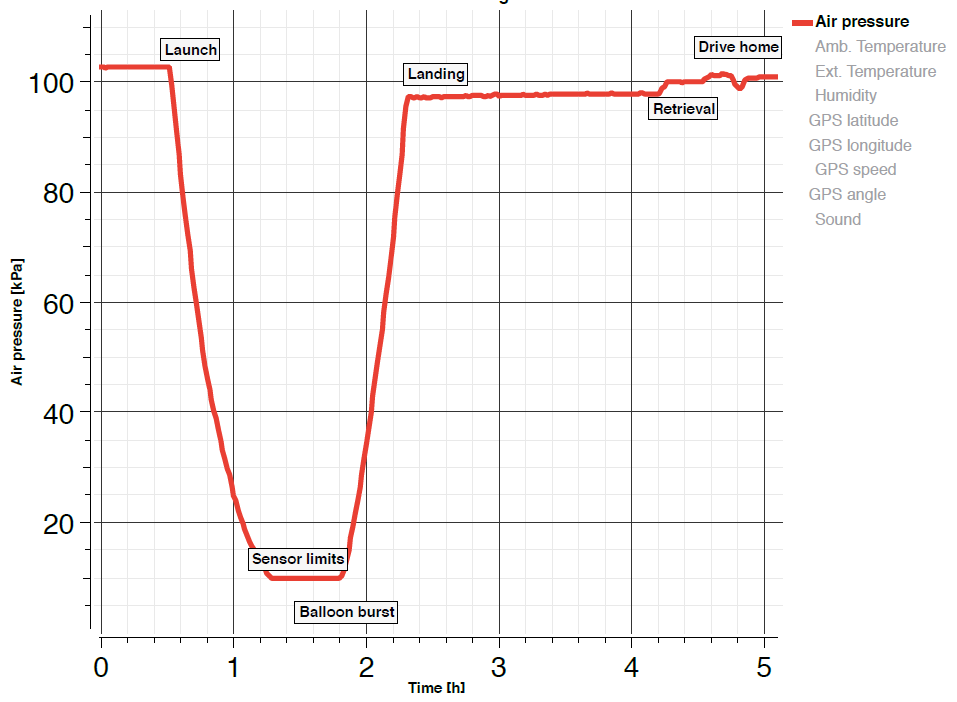 Air pressure
Amb. Temperature
Ext. Temperature
Humidity
GPS latitude
GPS longitude
GPS speed
GPS angle
Sound
Launch
Landing
Drive home
Retrieval
Sensor limits
Balloon burst
Air pressure [kPa]
100
80
60
40
20
0 1 2 3 4 5
Time [h]